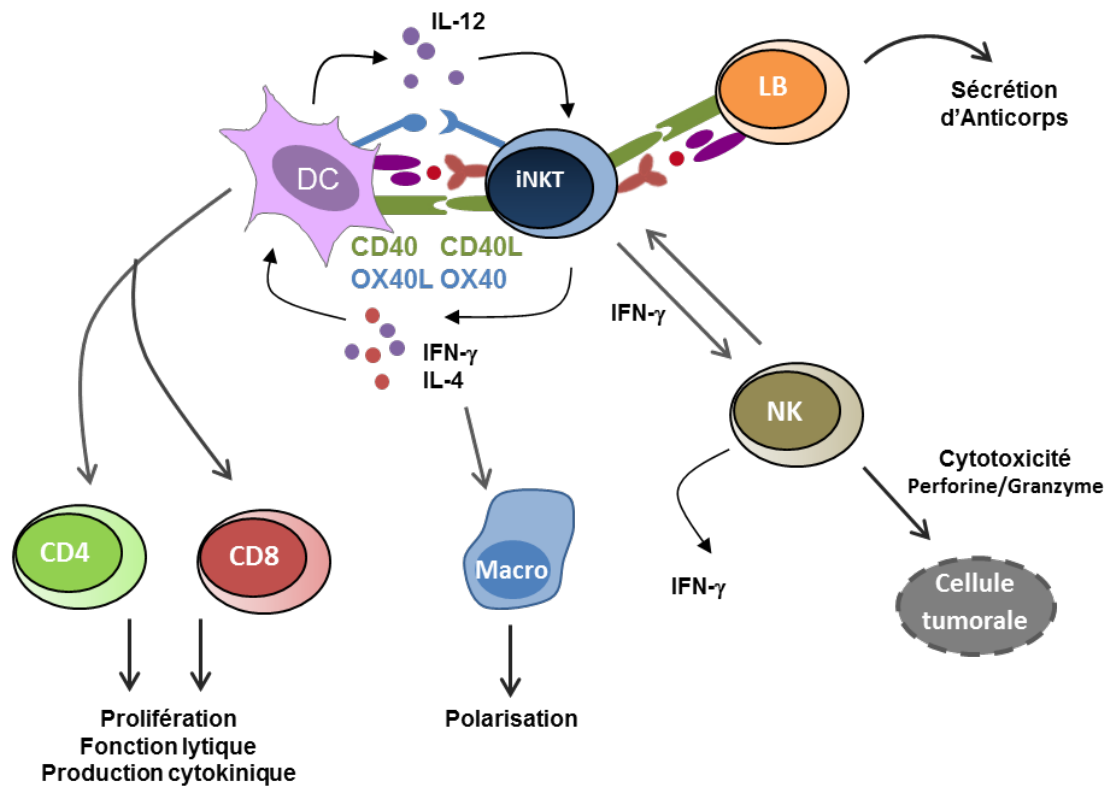 IL-12
LB
Sécrétion
d’Anticorps
DC
iNKT
CD40 CD40L
OX40L OX40
IFN-γ
IFN-γ
IL-4
NK
Cytotoxicité
Perforine/Granzyme
CD4
CD8
Macro
IFN-γ
Cellule
tumorale
Prolifération
Fonction lytique
Production cytokinique
Polarisation